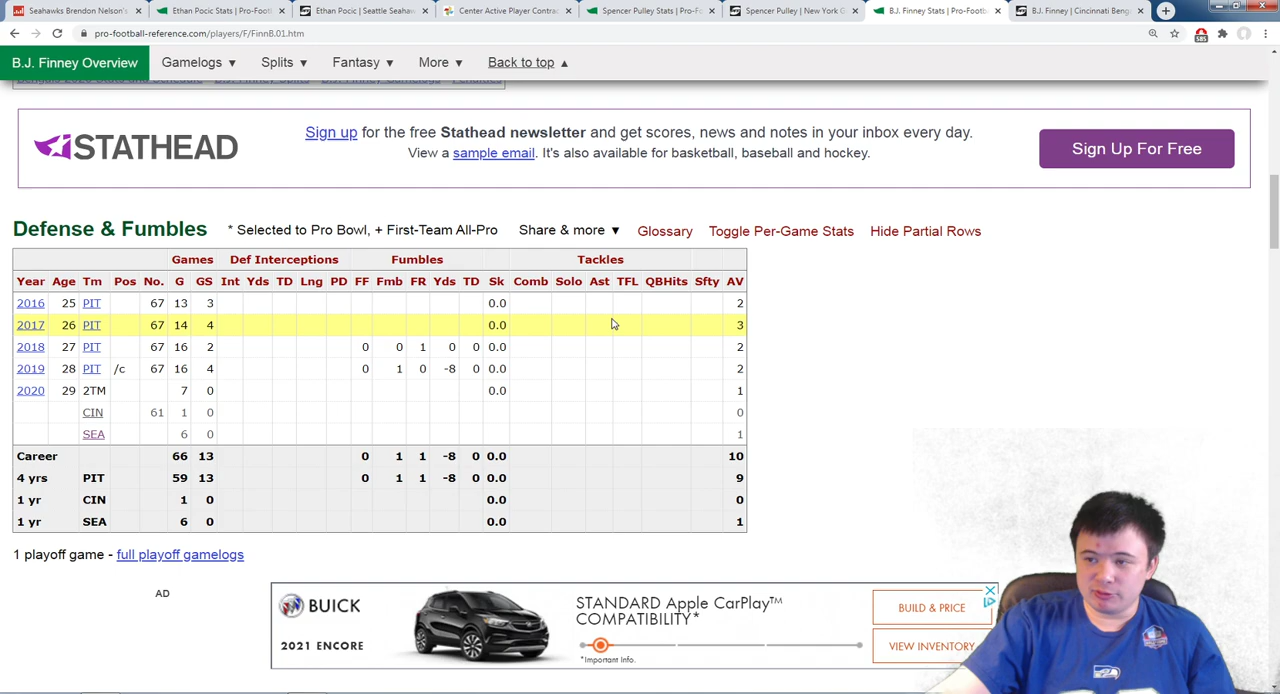 Seahawks Brendon Nelson's
Ethan Pocic Stats | Pro-Footl
Ethan Pocic | Seattle Seahaw
Center Active Player Contrac
Spencer Pulley Stats | Pro-Fo
Spencer Pulley | New York G
B.J. Finney Stats | Pro-Footb
B.J. Finney | Cincinnati Beng
pro-football-reference.com/players/F/FinnB.01.htm
B.J. Finney Overview Gamelogs ▼ Splits ▼ Fantasy ▼ More ▼ Back to top ▲
STATHEAD
Sign up for the free Stathead newsletter and get scores, news and notes in your inbox every day.
View a sample email. It's also available for basketball, baseball and hockey.
Sign Up For Free
Defense & Fumbles * Selected to Pro Bowl, + First-Team All-Pro Share & more ▼ Glossary Toggle Per-Game Stats Hide Partial Rows
Games Def Interceptions Fumbles Tackles
Year Age Tm Pos No. G GS Int Yds TD Lng PD FF Fmb FR Yds TD Sk Comb Solo Ast TFL QBHits Sfty AV
2016 25 PIT 67 13 3 0.0 2
2017 26 PIT 67 14 4 0.0 3
2018 27 PIT 67 16 2 0 0 1 0 0 0.0 2
2019 28 PIT /c 67 16 4 0 1 0 -8 0 0.0 2
2020 29 2TM 7 0 0.0 1
CIN 61 1 0 0
SEA 6 0 1
Career 66 13 0 1 1 -8 0 0.0 10
4 yrs PIT 59 13 0 1 1 -8 0 0.0 9
1 yr CIN 1 0 0.0 0
1 yr SEA 6 0 0.0 1
1 playoff game - full playoff gamelogs
AD
BUICK
2021 ENCORE
STANDARD Apple CarPlay™
COMPATIBILITY*
*Important Info.
BUILD & PRICE
VIEW INVENTORY